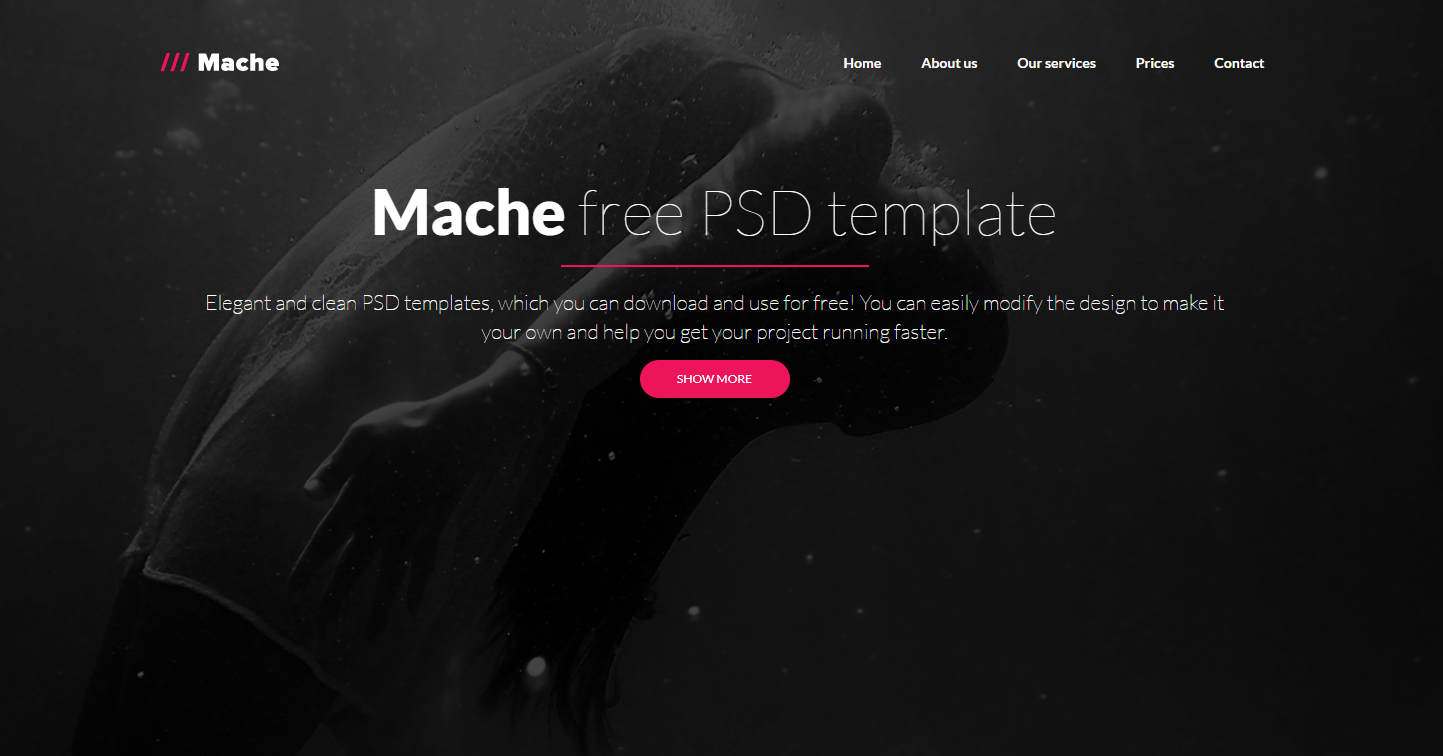 /// Mache
Home About us Our services Prices Contact
Mache free PSD template
Elegant and clean PSD templates, which you can download and use for free! You can easily modify the design to make it
your own and help you get your project running faster.
SHOW MORE